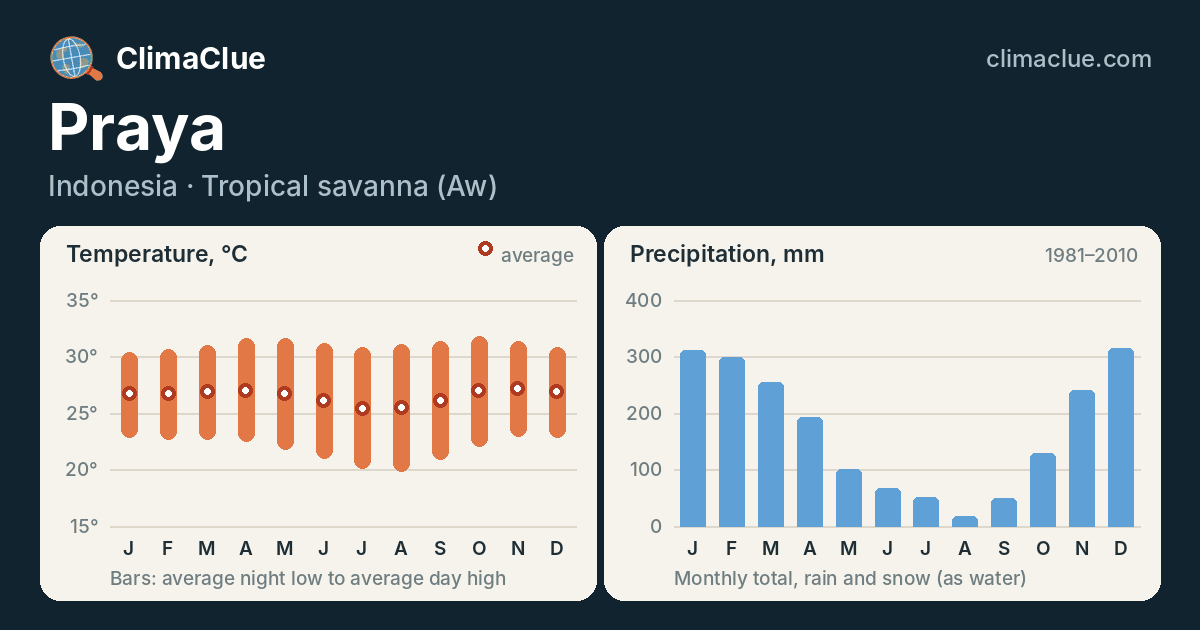 ClimaClue
climaclue.com
Praya
Indonesia · Tropical savanna (Aw)
Temperature, °C
average
35°
30°
25°
20°
15°
J F M A M J J A S O N D
Bars: average night low to average day high
Precipitation, mm
1981–2010
400
300
200
100
0
J F M A M J J A S O N D
Monthly total, rain and snow (as water)